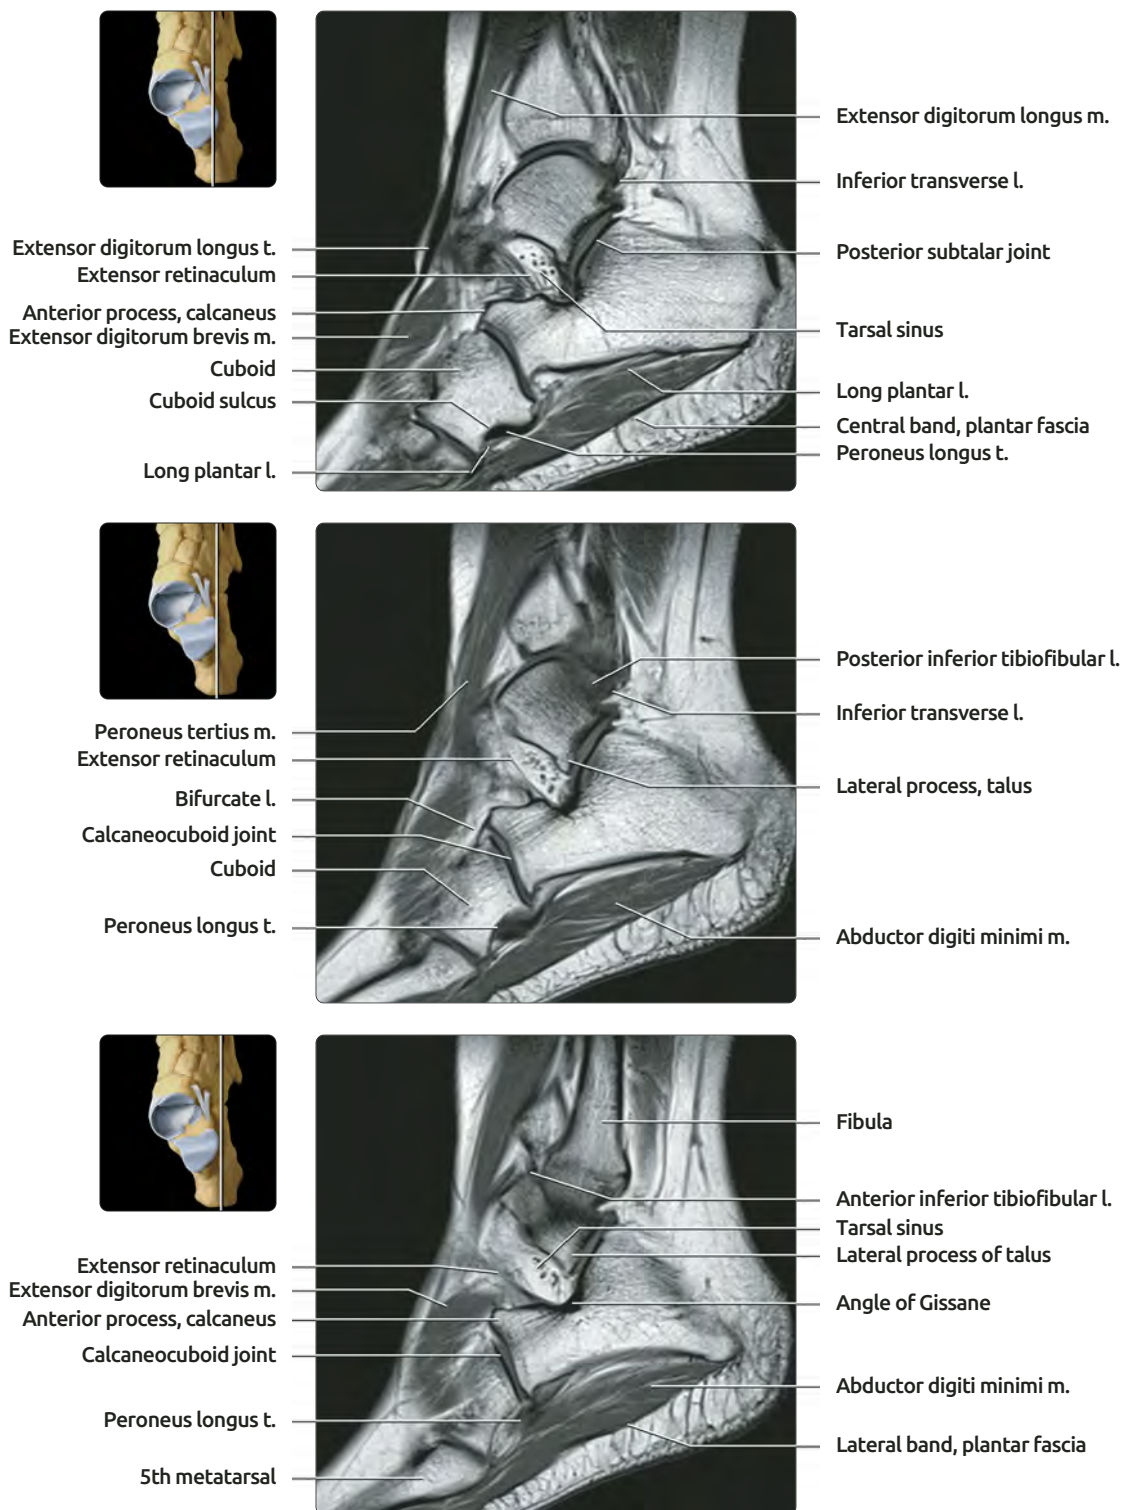 Extensor digitorum longus m.
Inferior transverse l.
Extensor digitorum longus t.
Posterior subtalar joint
Extensor retinaculum
Anterior process, calcaneus
Tarsal sinus
Extensor digitorum brevis m.
Cuboid
Long plantar l.
Cuboid sulcus
Central band, plantar fascia
Peroneus longus t.
Long plantar l.
Posterior inferior tibiofibular l.
Inferior transverse l.
Peroneus tertius m.
Extensor retinaculum
Lateral process, talus
Bifurcate l.
Calcaneocuboid joint
Cuboid
Peroneus longus t.
Abductor digiti minimi m.
Fibula
Anterior inferior tibiofibular l.
Tarsal sinus
Lateral process of talus
Extensor retinaculum
Extensor digitorum brevis m.
Angle of Gissane
Anterior process, calcaneus
Calcaneocuboid joint
Abductor digiti minimi m.
Peroneus longus t.
Lateral band, plantar fascia
5th metatarsal